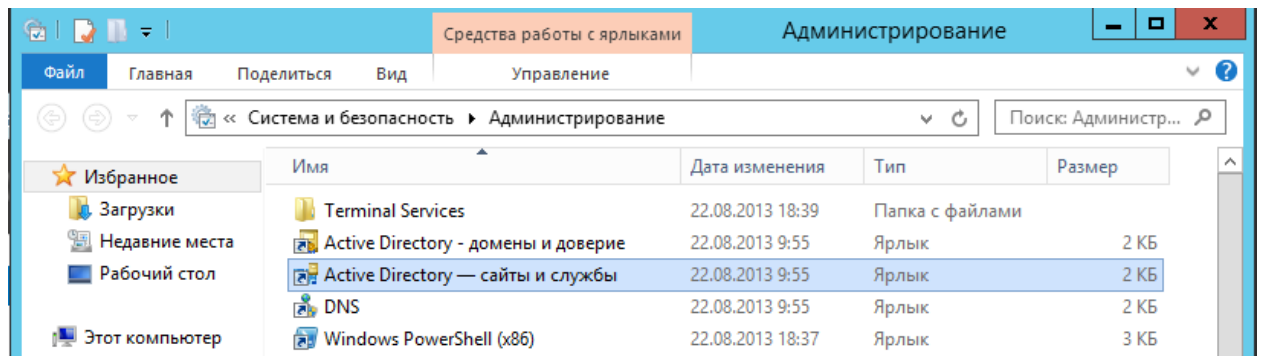 Средства работы с ярлыками Администрирование
Файл Главная Поделиться Вид Управление
« Система и безопасность Администрирование Поиск: Администр...
Избранное Имя Дата изменения Тип Размер
Загрузки Terminal Services 22.08.2013 18:39 Папка с файлами
Недавние места Active Directory - домены и доверие 22.08.2013 9:55 Ярлык 2 КБ
Рабочий стол Active Directory — сайты и службы 22.08.2013 9:55 Ярлык 2 КБ
DNS 22.08.2013 9:55 Ярлык 2 КБ
Этот компьютер Windows PowerShell (x86) 22.08.2013 18:37 Ярлык 3 КБ